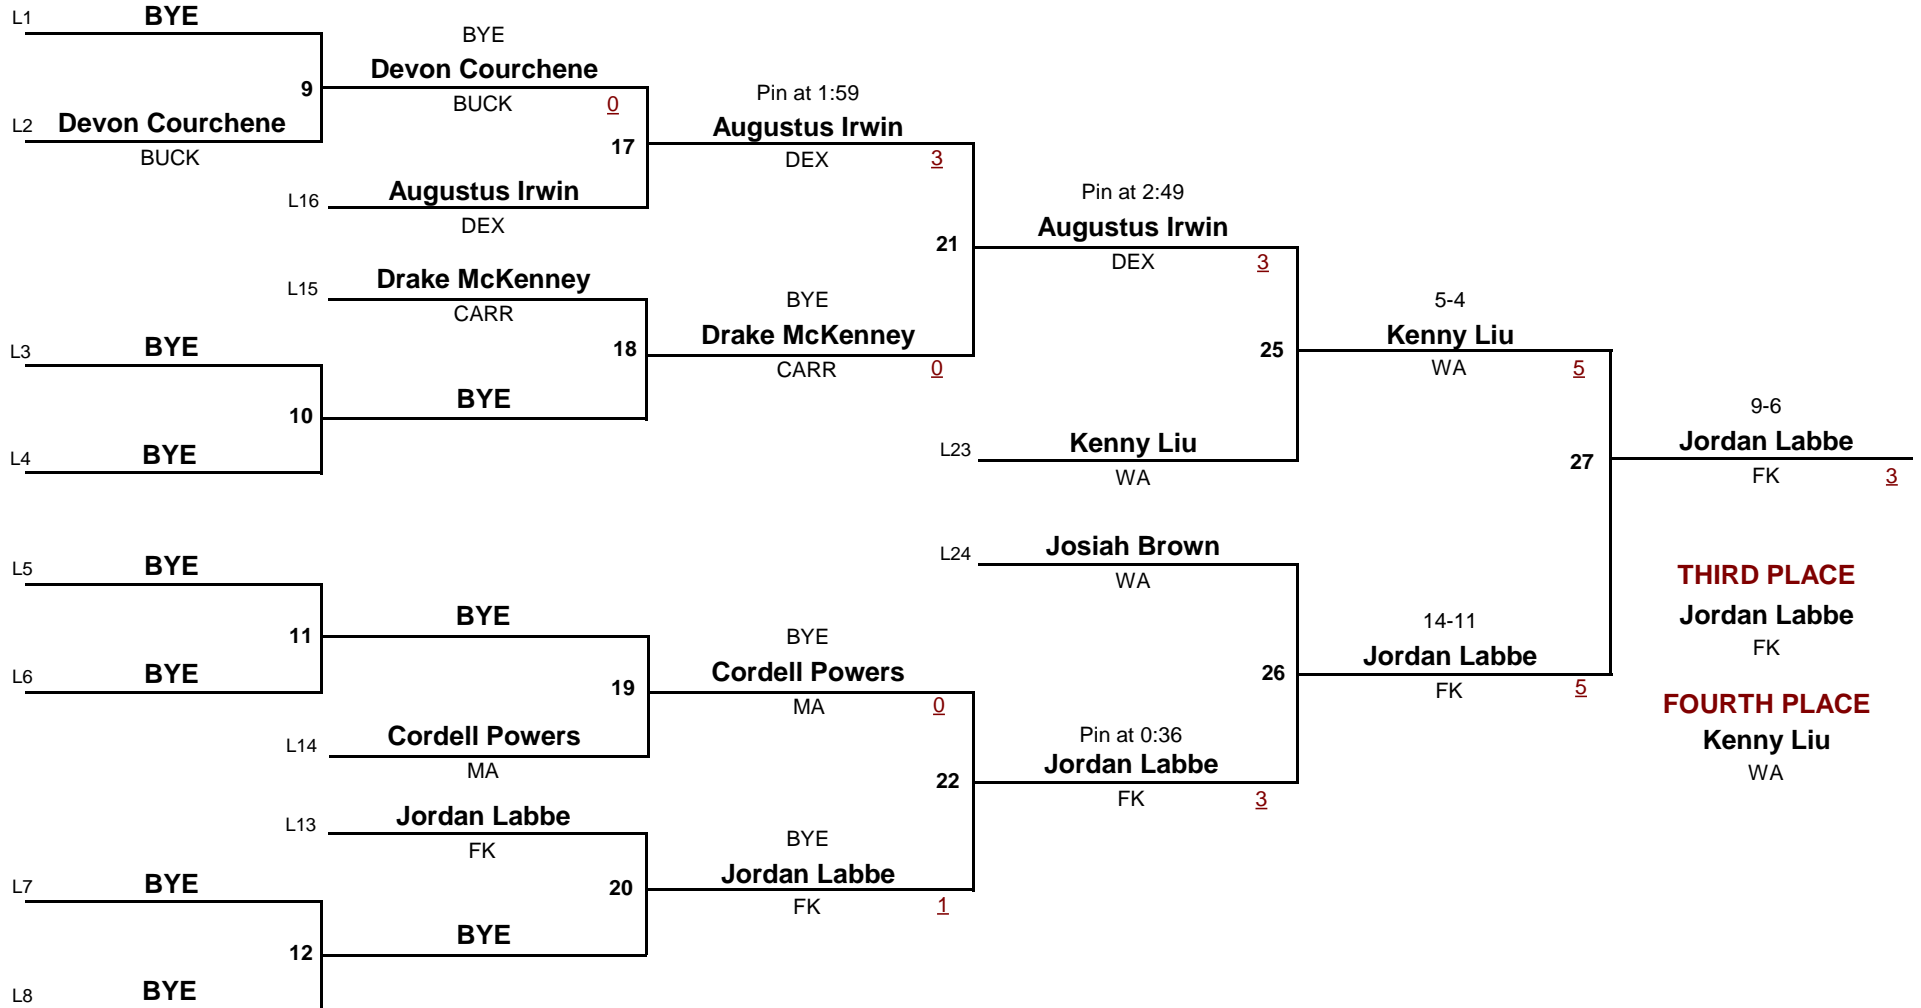 L1 BYE
9
L2 Devon Courchene
BUCK
BYE
Devon Courchene
BUCK 0
17
L16 Augustus Irwin
DEX
Pin at 1:59
Augustus Irwin
DEX 3
21
L15 Drake McKenney
CARR
18
L3 BYE
10
L4 BYE
BYE
BYE
Drake McKenney
CARR 0
Pin at 2:49
Augustus Irwin
DEX 3
25
L23 Kenny Liu
WA
5-4
Kenny Liu
WA 5
27
9-6
Jordan Labbe
FK 3
L5 BYE
11
L6 BYE
BYE
19
L14 Cordell Powers
MA
BYE
Cordell Powers
MA 0
22
L13 Jordan Labbe
FK
20
L7 BYE
12
L8 BYE
BYE
BYE
Jordan Labbe
FK 1
L24 Josiah Brown
WA
26
Pin at 0:36
Jordan Labbe
FK 3
14-11
Jordan Labbe
FK 5
THIRD PLACE
Jordan Labbe
FK
FOURTH PLACE
Kenny Liu
WA